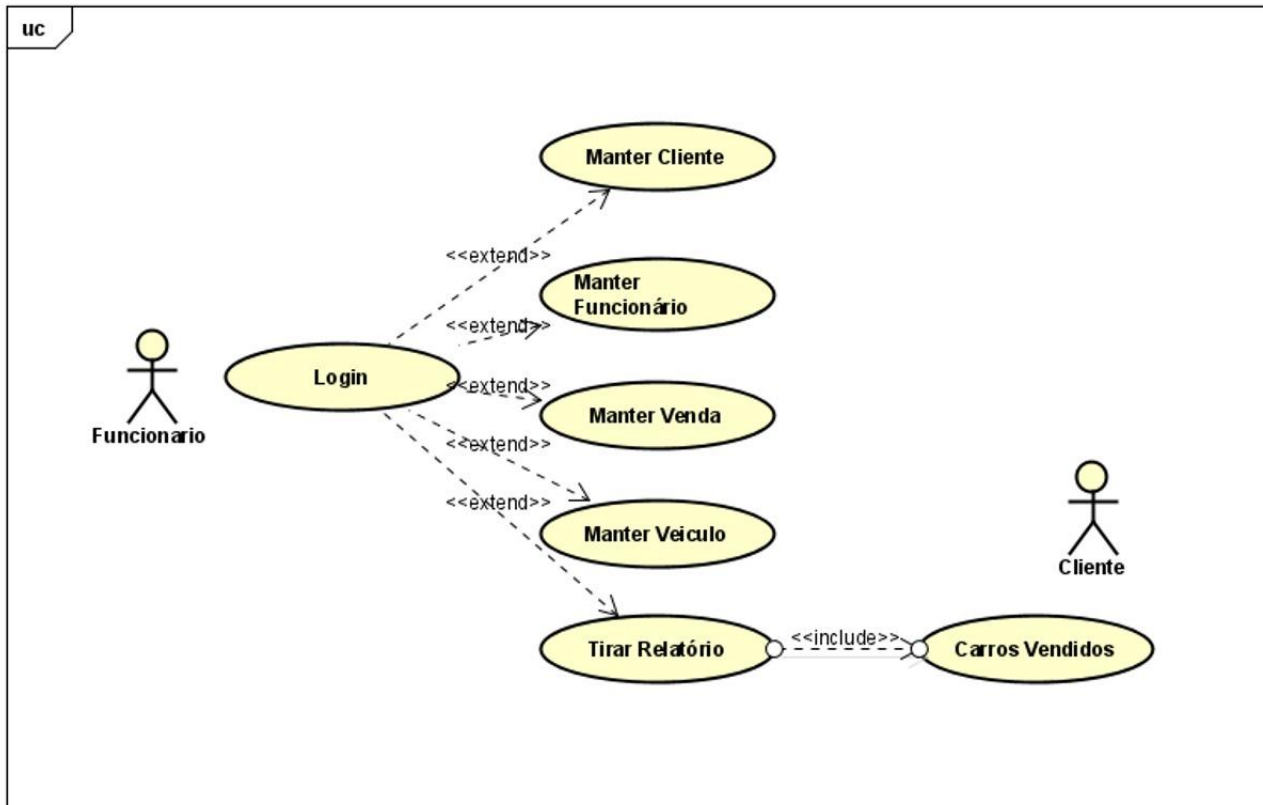 uc
Manter Cliente
<<extend>>
Manter
Funcionário
<<extend>>
Login
<<extend>>
Manter Venda
Funcionario
<<extend>>
<<extend>>
Manter Veiculo
Cliente
<<include>>
Tirar Relatório
Carros Vendidos